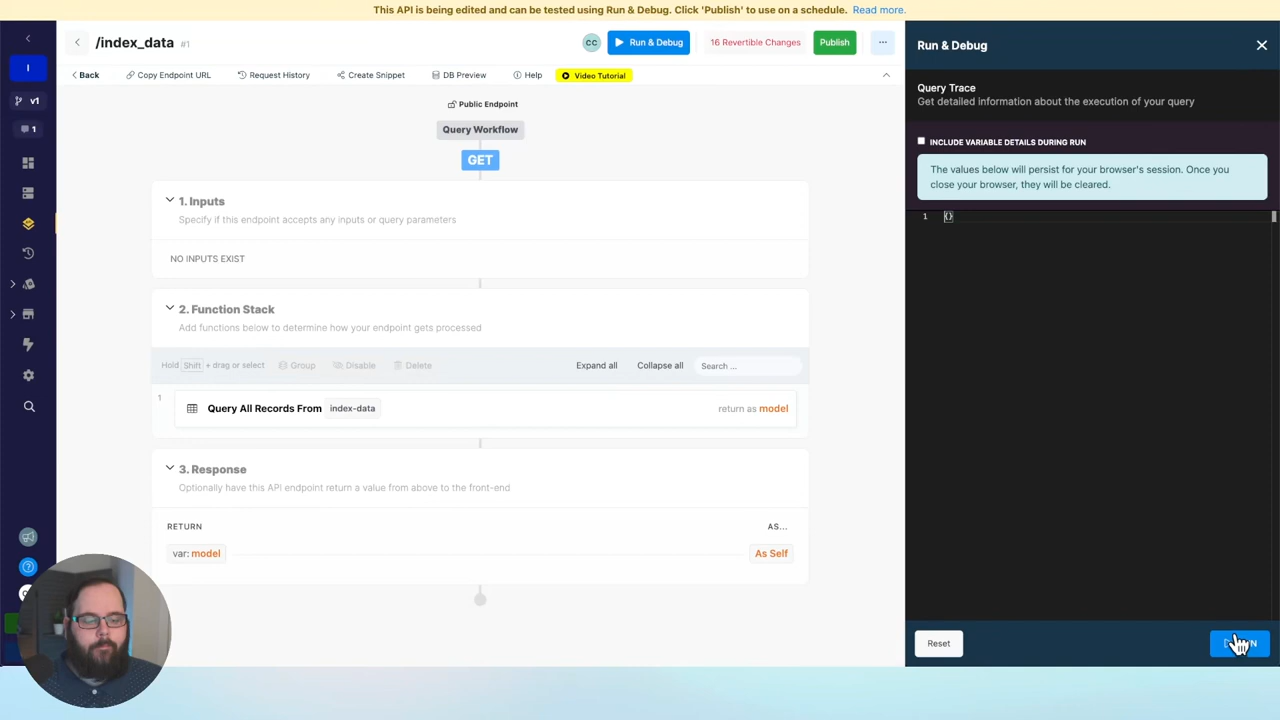 This API is being edited and can be tested using Run & Debug. Click 'Publish' to use on a schedule. Read more.
/index_data #1
CC
Run & Debug
16 Revertible Changes
Publish
...
Back
Copy Endpoint URL
Request History
Create Snippet
DB Preview
Help
Video Tutorial
I
v1
1
Public Endpoint
Query Workflow
GET
1. Inputs
Specify if this endpoint accepts any inputs or query parameters
NO INPUTS EXIST
2. Function Stack
Add functions below to determine how your endpoint gets processed
Hold Shift + drag or select
Group
Disable
Delete
Expand all
Collapse all
Search ...
1
Query All Records From index-data
return as model
3. Response
Optionally have this API endpoint return a value from above to the front-end
RETURN
AS...
var: model
As Self
Run & Debug
Query Trace
Get detailed information about the execution of your query
INCLUDE VARIABLE DETAILS DURING RUN
The values below will persist for your browser's session. Once you
close your browser, they will be cleared.
1 {}
Reset